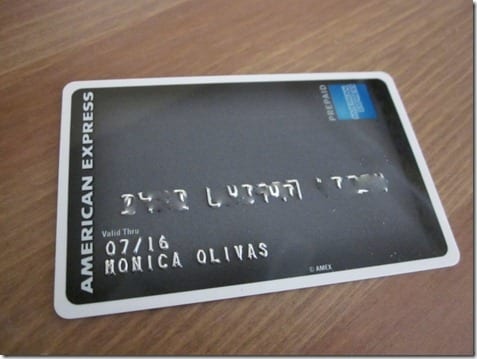 AMERICAN EXPRESS
PREPAID
Valid Thru
07/16
MONICA OLIVAS
© AMEX